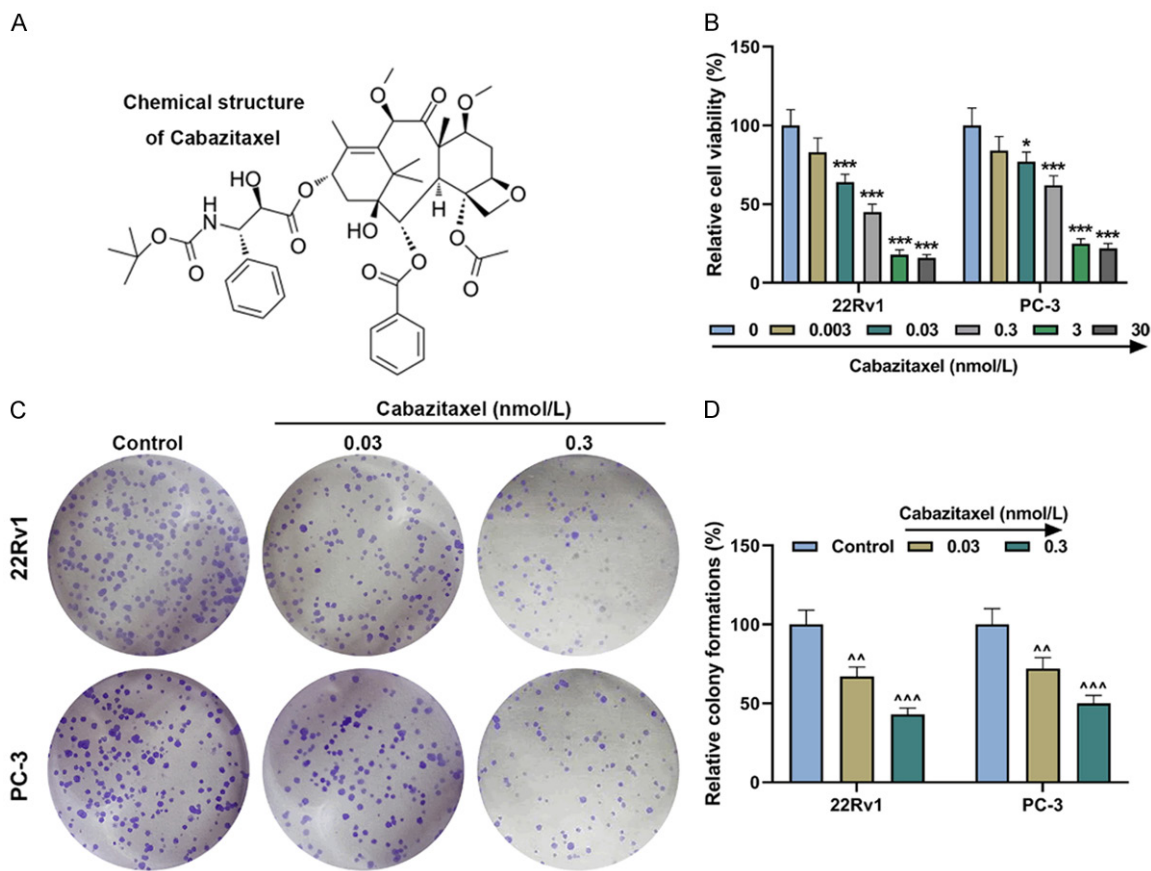 A
Chemical structure
of Cabazitaxel
O
O
O
HO
O
O
H
N
O
O
O
HO
H
O
O
O
O
O
B
Relative cell viability (%)
150
100
50
0
***
***
***
***
*
***
***
***
22Rv1
PC-3
0
0.003
0.03
0.3
3
30
Cabazitaxel (nmol/L)
C
Cabazitaxel (nmol/L)
Control
0.03
0.3
22Rv1
PC-3
D
Cabazitaxel (nmol/L)
Control
0.03
0.3
Relative colony formations (%)
150
100
50
0
^^
^^^
^^
^^^
22Rv1
PC-3